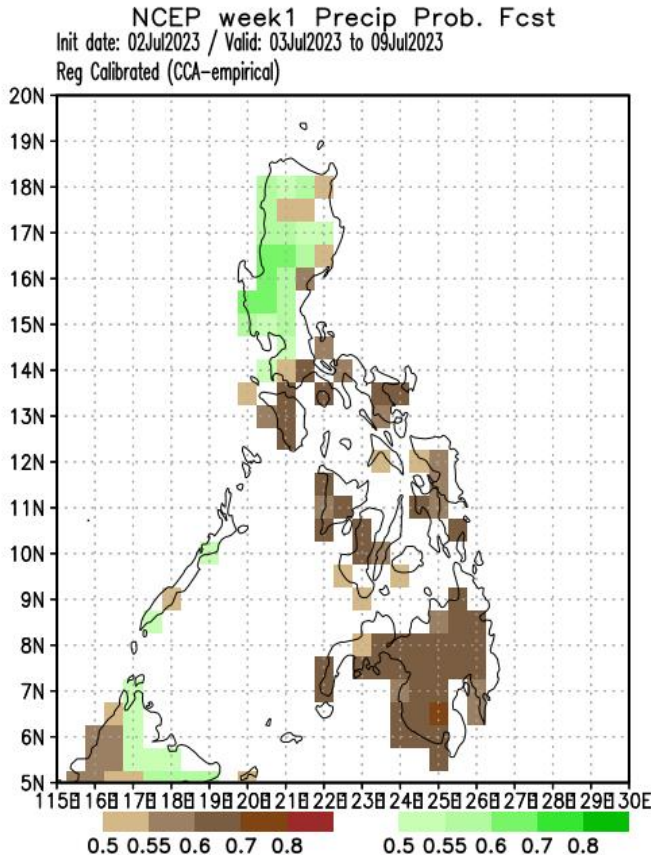 NCEP week1 Precip Prob. Fcst
Init date: 02Jul2023 / Valid: 03Jul2023 to 09Jul2023
Reg Calibrated (CCA-empirical)
20N
19N
18N
17N
16N
15N
14N
13N
12N
11N
10N
9N
8N
7N
6N
5N
115E 116E 117E 118E 119E 120E 121E 122E 123E 124E 125E 126E 127E 128E 129E 130E
0.5 0.55 0.6 0.7 0.8 0.5 0.55 0.6 0.7 0.8